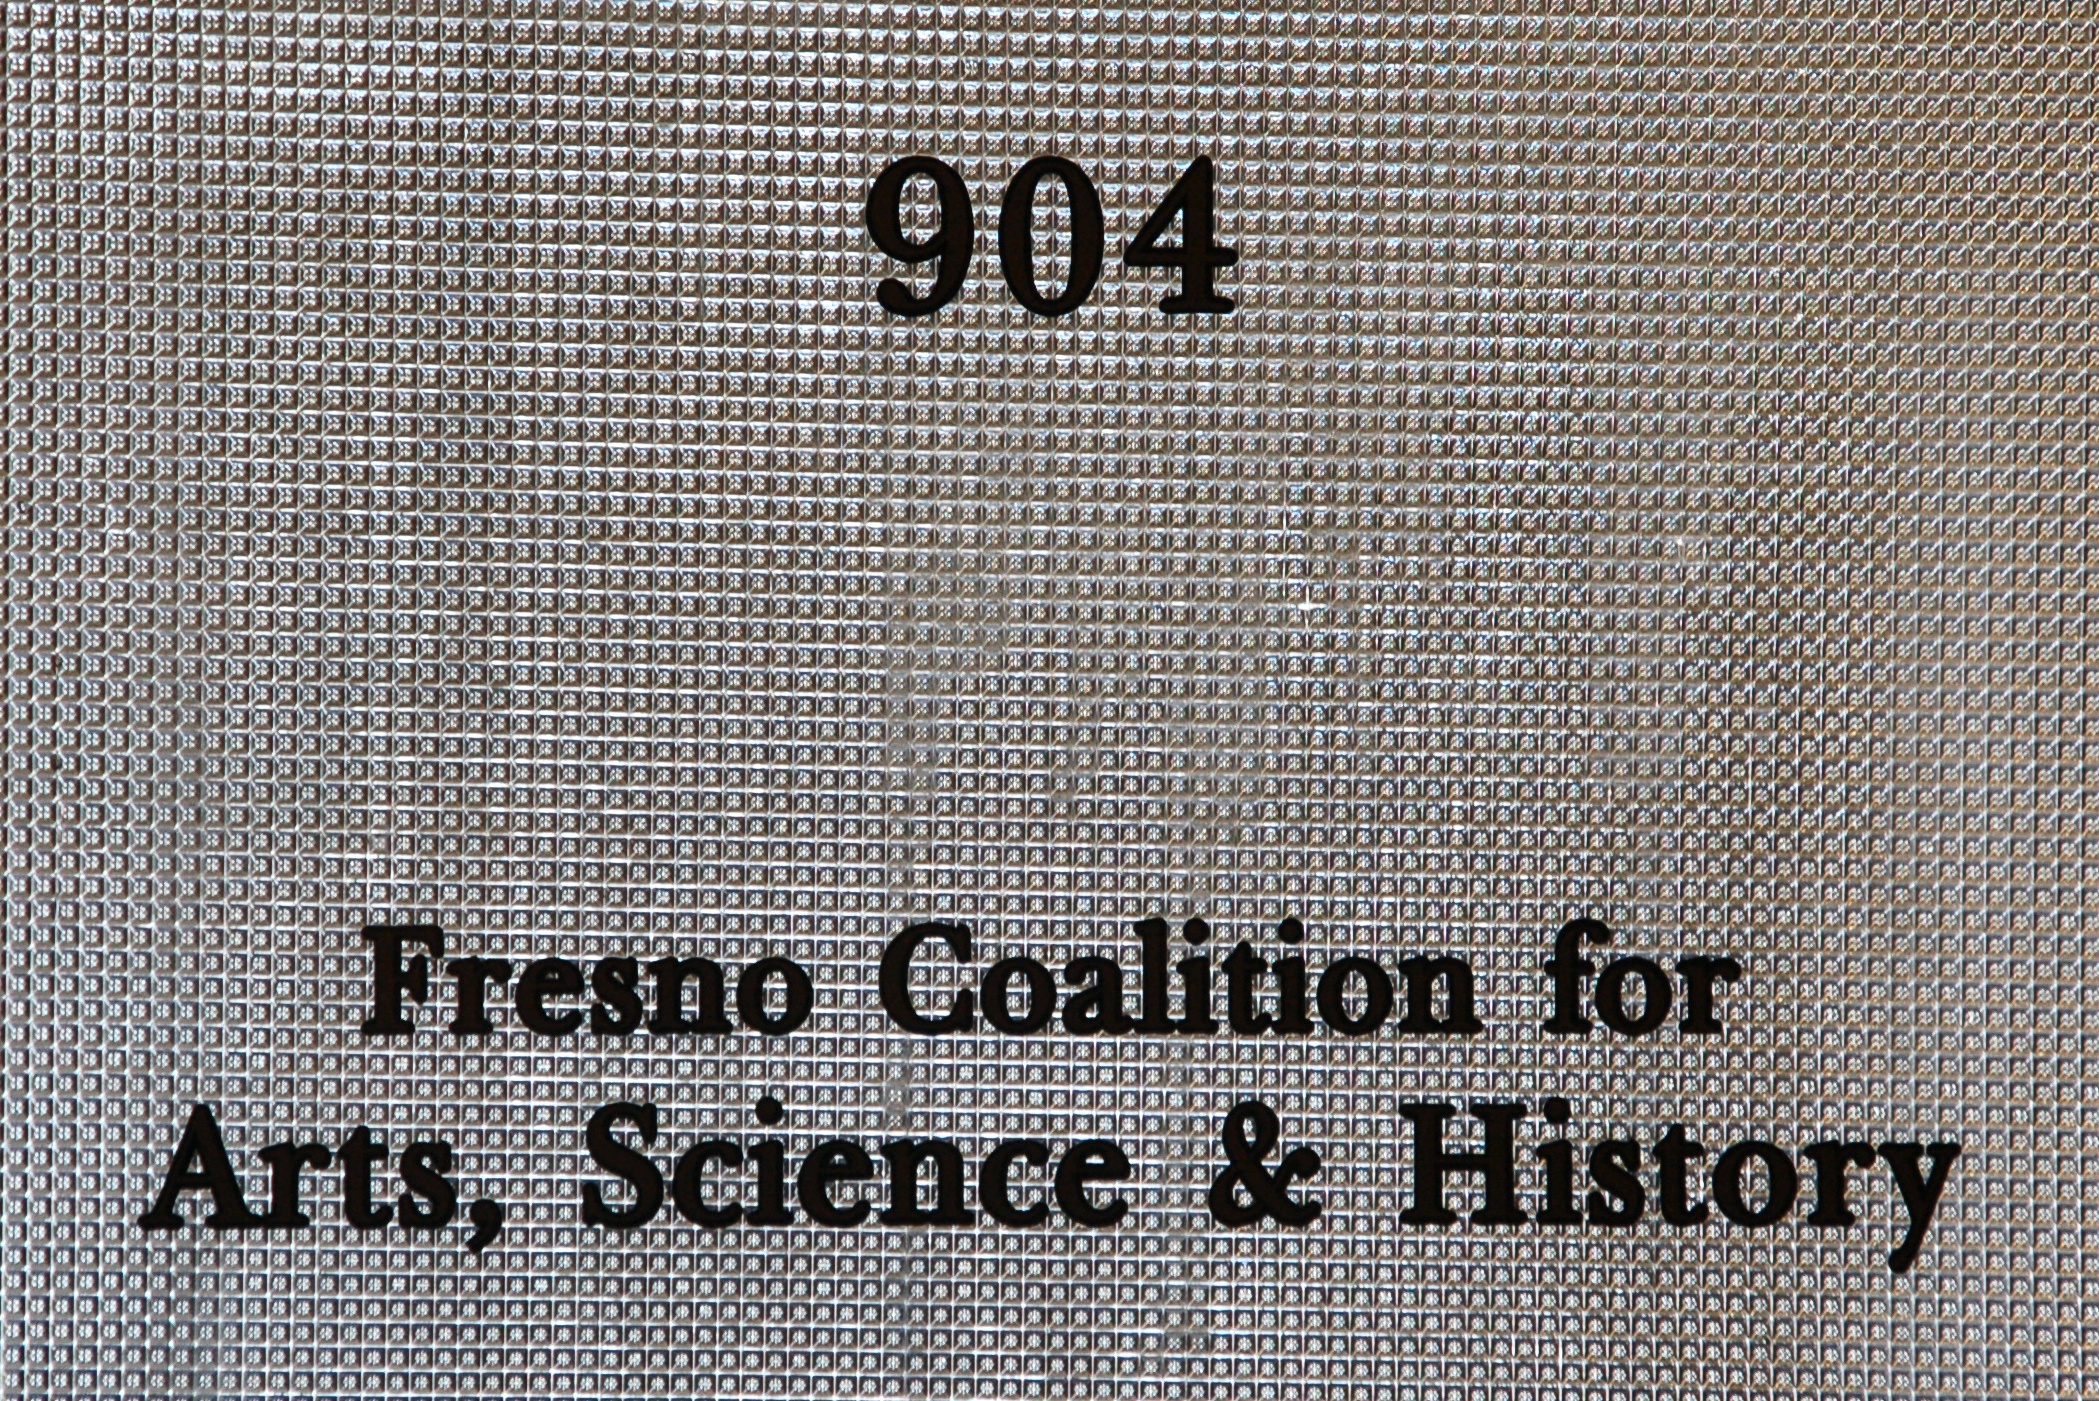 904
Fresno Coalition for
Arts, Science & History